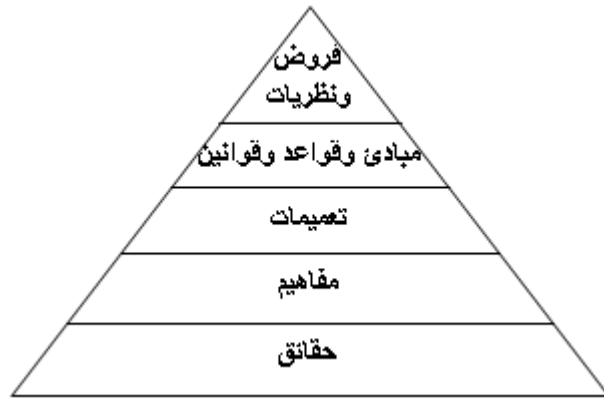 فروض
ونظريات
مبادئ وقواعد وقوانين
تعميمات
مفاهيم
حقائق